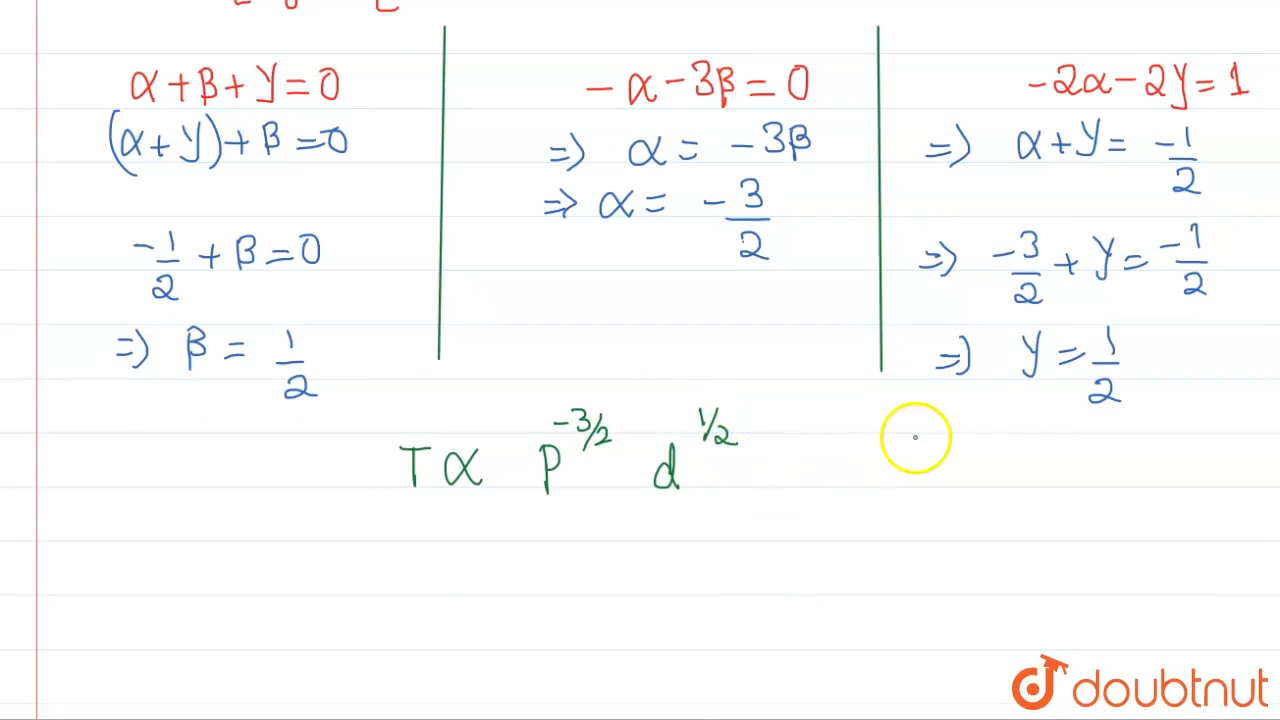 α + β + y = 0
(α + y) + β = 0
-1/2 + β = 0
=> β = 1/2
- α - 3β = 0
=> α = - 3β
=> α = - 3/2
-2α - 2y = 1
=> α + y = -1/2
=> -3/2 + y = -1/2
=> y = 1/2
T ∝ P^-3/2 d^1/2
doubtnut